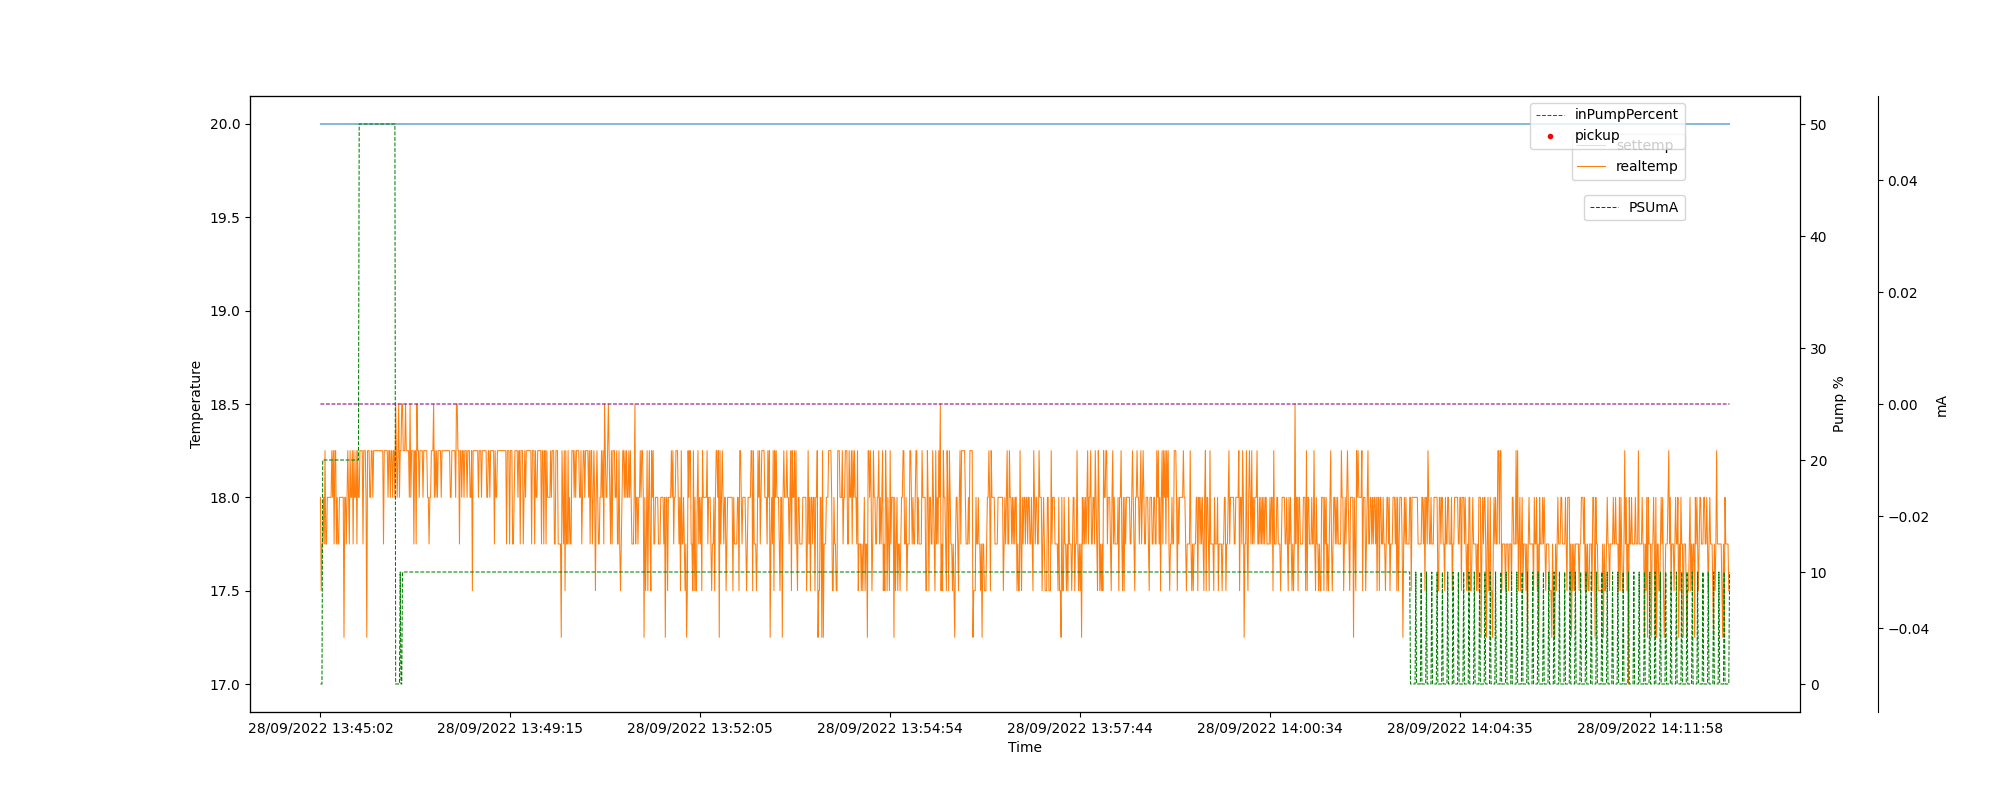 inPumpPercent
pickup
settemp
realtemp
PSUmA
20.0
19.5
19.0
18.5
18.0
17.5
17.0
Temperature
50
40
30
20
10
0
Pump %
0.04
0.02
0.00
−0.02
−0.04
mA
28/09/2022 13:45:02
28/09/2022 13:49:15
28/09/2022 13:52:05
28/09/2022 13:54:54
28/09/2022 13:57:44
28/09/2022 14:00:34
28/09/2022 14:04:35
28/09/2022 14:11:58
Time